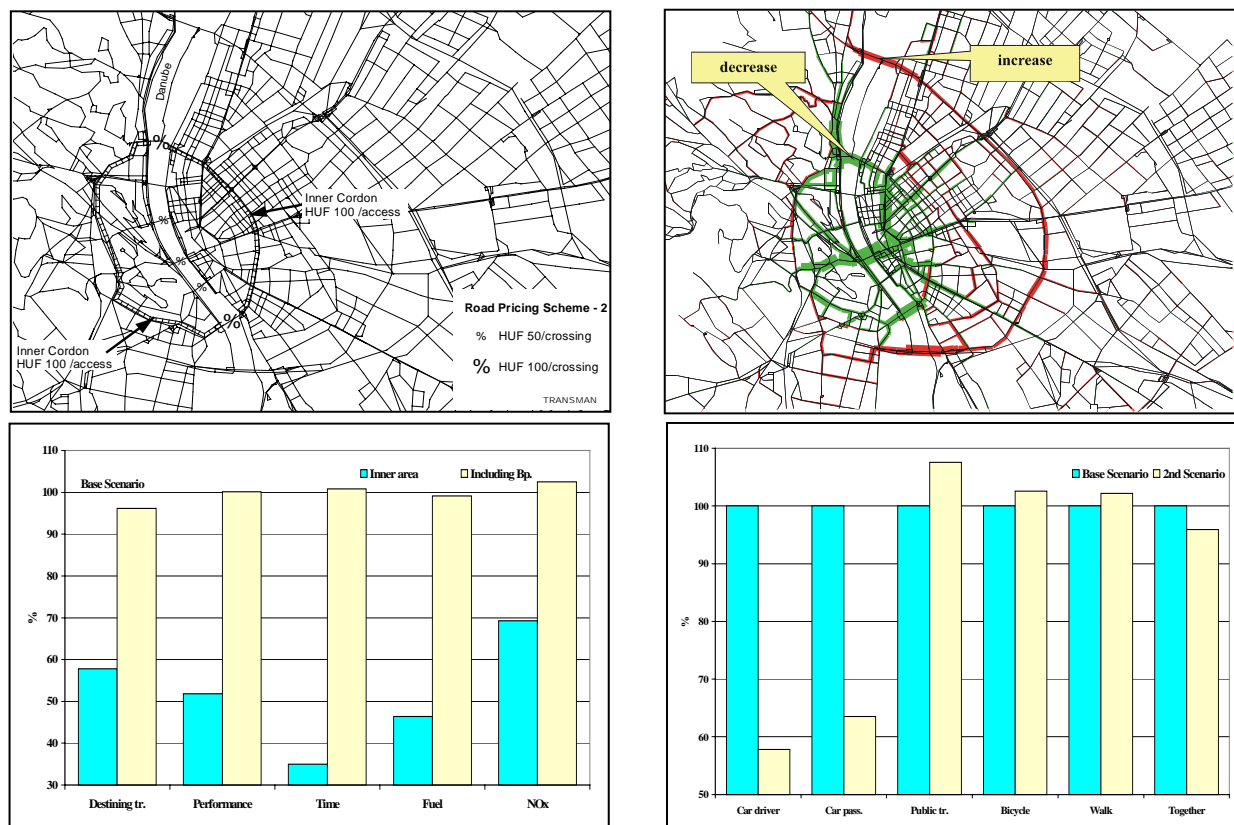 Danube
%
%
%
%
%
Inner Cordon
HUF 100 /access
Inner Cordon
HUF 100 /access
Road Pricing Scheme - 2
% HUF 50/crossing
% HUF 100/crossing
TRANSMAN
decrease
increase
110
100
90
80
70
60
50
40
30
%
Base Scenario
Inner area
Including Bp.
Destining tr.
Performance
Time
Fuel
NOx
110
100
90
80
70
60
50
%
Base Scenario
2nd Scenario
Car driver
Car pass.
Public tr.
Bicycle
Walk
Together